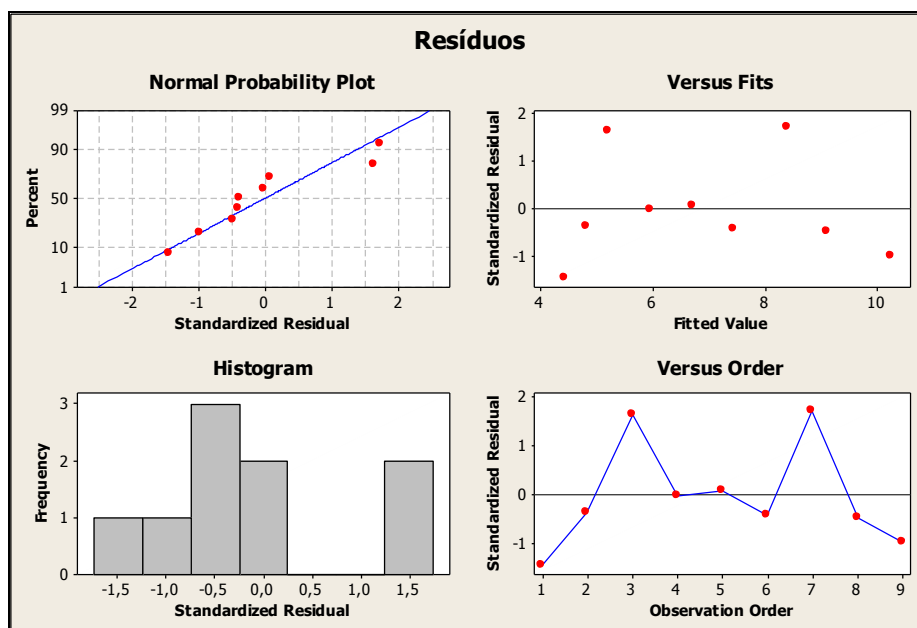 Resíduos
Normal Probability Plot
99
90
50
10
1
Percent
-2 -1 0 1 2
Standardized Residual
Versus Fits
2
1
0
-1
Standardized Residual
4 6 8 10
Fitted Value
Histogram
3
2
1
0
Frequency
-1,5 -1,0 -0,5 0,0 0,5 1,0 1,5
Standardized Residual
Versus Order
2
1
0
-1
Standardized Residual
1 2 3 4 5 6 7 8 9
Observation Order